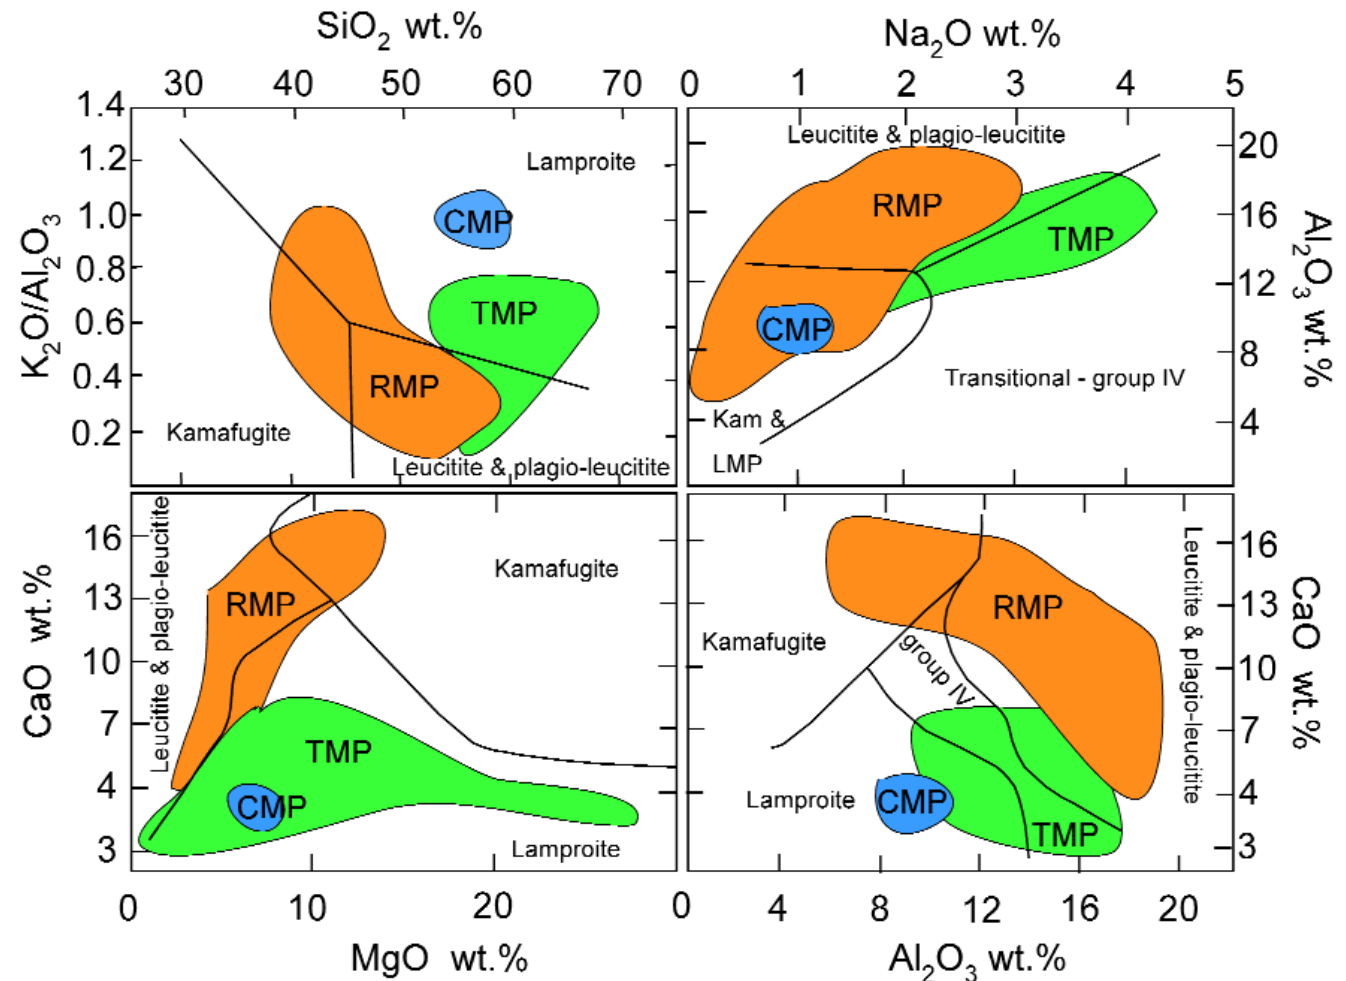 SiO₂ wt.%
30 40 50 60 70
1.4
1.2
1.0
0.8
0.6
0.4
0.2
K₂O/Al₂O₃
Lamproite
CMP
TMP
RMP
Kamafugite
Leucitite & plagio-leucitite
Na₂O wt.%
0 1 2 3 4 5
Leucitite & plagio-leucitite
RMP
TMP
CMP
Transitional - group IV
Kam &
LMP
20
16
12
8
4
Al₂O₃ wt.%
CaO wt.%
16
13
10
7
4
3
Leucitite & plagio-leucitite
Kamafugite
RMP
TMP
CMP
Lamproite
0 10 20
MgO wt.%
Kamafugite
RMP
group IV
Leucitite & plagio-leucitite
Lamproite
CMP
TMP
16
13
10
7
4
3
CaO wt.%
0 4 8 12 16 20
Al₂O₃ wt.%